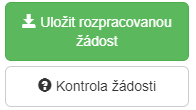 Uložit rozpracovanou
žádost
Kontrola žádosti